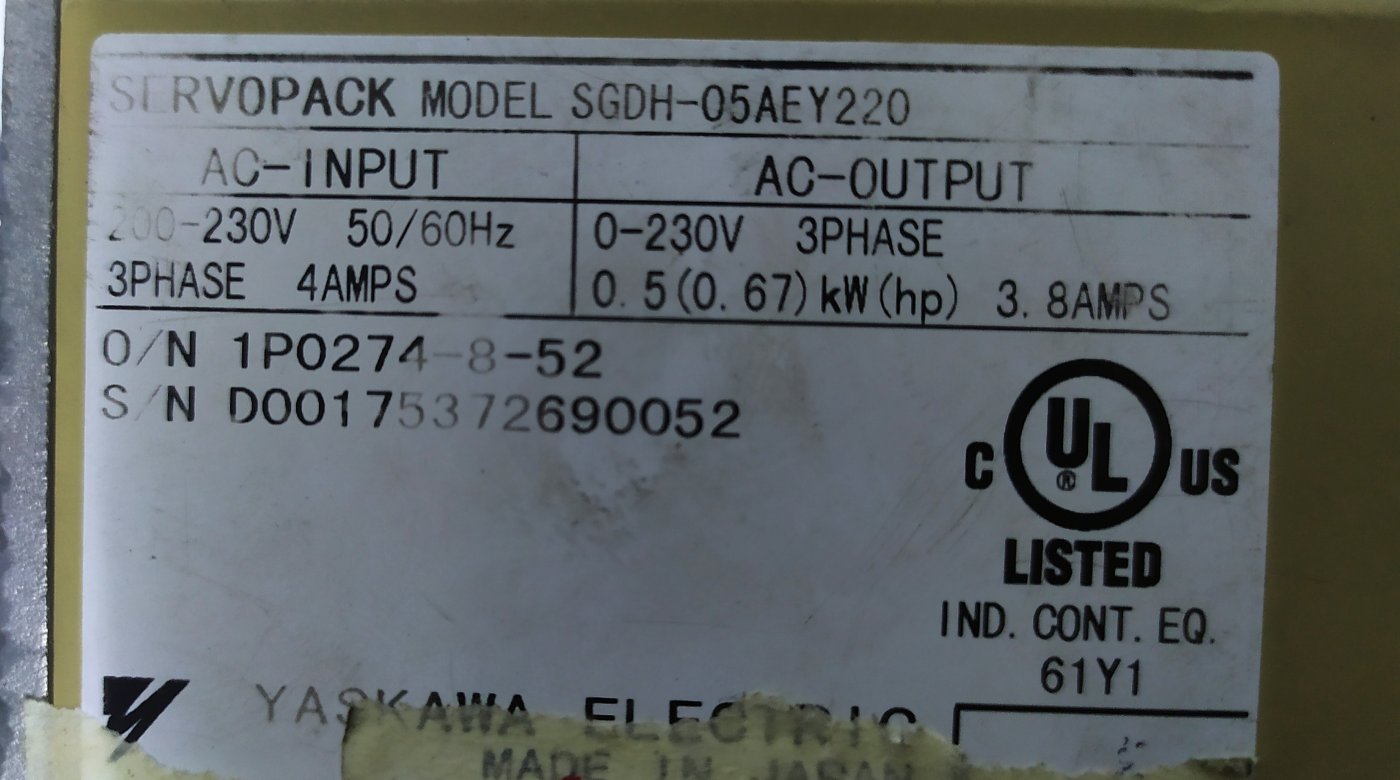 SERVOPACK MODEL SGDH-05AEY220
AC-INPUT AC-OUTPUT
200-230V 50/60Hz 0-230V 3PHASE
3PHASE 4AMPS 0.5(0.67)kW(hp) 3.8AMPS
O/N 1P0274-8-52
S/N D00175372690052
C UL® US
LISTED
IND. CONT. EQ.
61Y1
YASKAWA ELECTRIC
MADE IN JAPAN